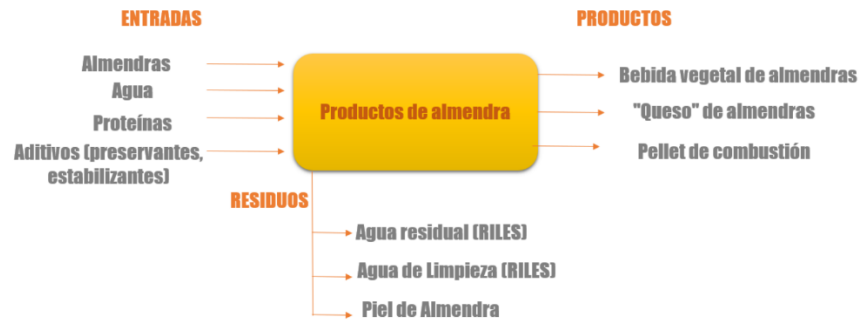 ENTRADAS
PRODUCTOS
Almendras
Agua
Proteínas
Aditivos (preservantes,
estabilizantes)
Productos de almendra
Bebida vegetal de almendras
"Queso" de almendras
Pellet de combustión
RESIDUOS
Agua residual (RILES)
Agua de Limpieza (RILES)
Piel de Almendra